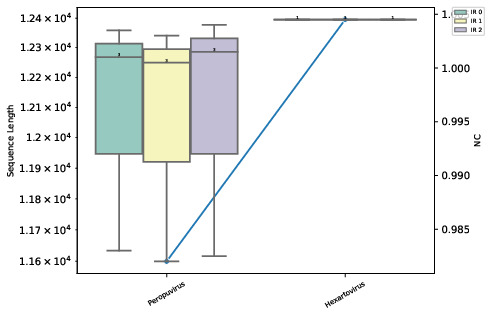 1.24 × 10⁴
1.23 × 10⁴
1.22 × 10⁴
1.21 × 10⁴
1.2 × 10⁴
1.19 × 10⁴
1.18 × 10⁴
1.17 × 10⁴
1.16 × 10⁴
Sequence Length
Peropuvirus
Hexartovirus
1.000
0.995
0.990
0.985
NC
IR 0
IR 1
IR 2